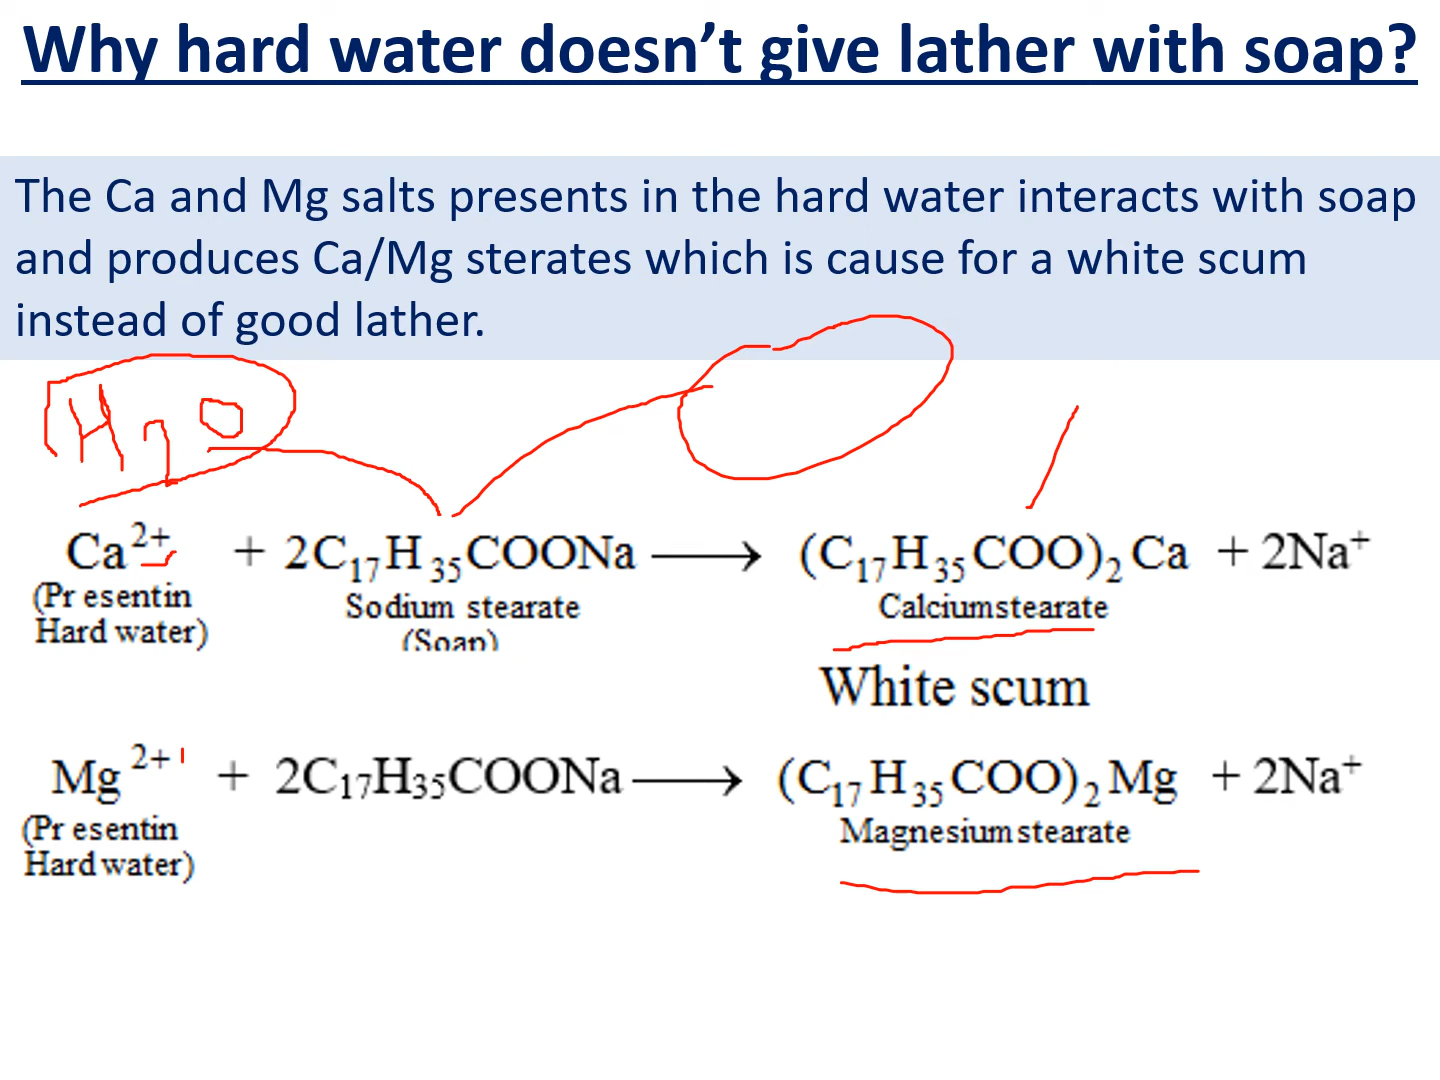 Why hard water doesn’t give lather with soap?
The Ca and Mg salts presents in the hard water interacts with soap
and produces Ca/Mg sterates which is cause for a white scum
instead of good lather.
H₂O
Ca²⁺ + 2C₁₇H₃₅COONa ⟶ (C₁₇H₃₅COO)₂Ca + 2Na⁺
(Pr esentin Sodium stearate Calciumstearate
Hard water) (Soap)
White scum
Mg²⁺ + 2C₁₇H₃₅COONa ⟶ (C₁₇H₃₅COO)₂Mg + 2Na⁺
(Pr esentin Magnesium stearate
Hard water)